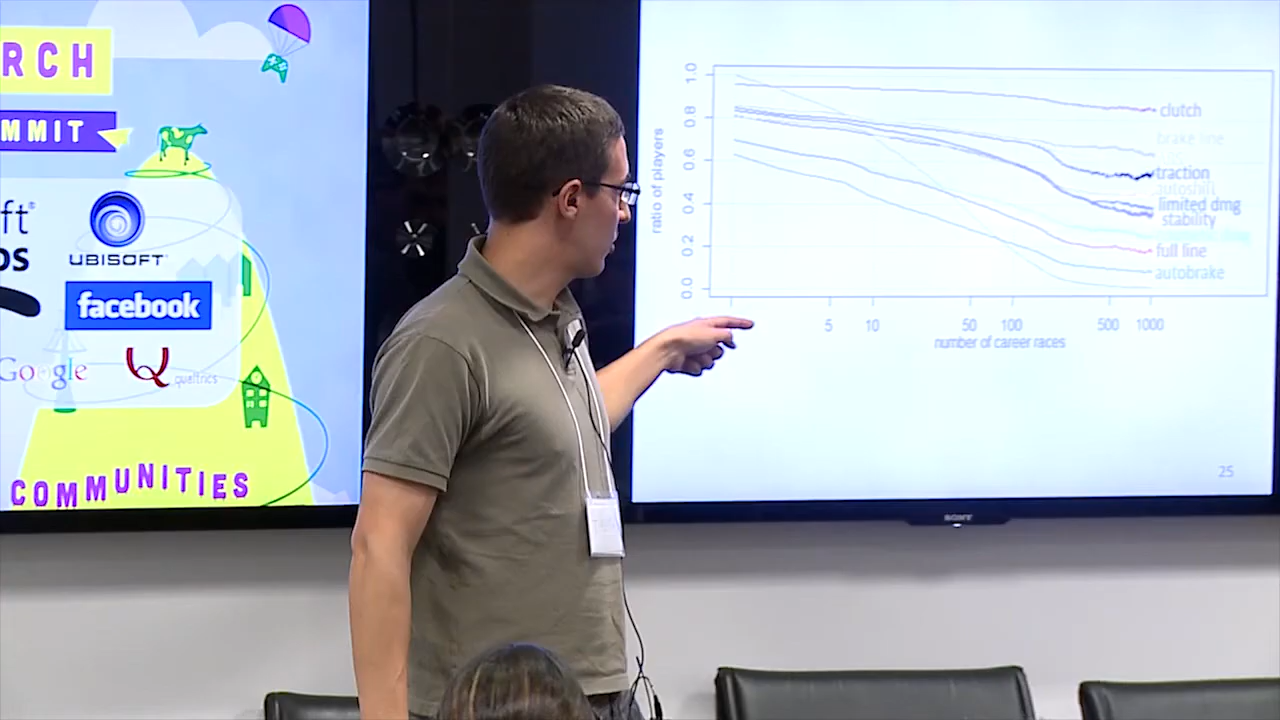 RCH
MMIT
ft®
OS
UBISOFT
facebook
Google
qualtrics
COMMUNITIES
ratio of players
1.0
0.8
0.6
0.4
0.2
0.0
clutch
brake line
traction
autoshift
limited dmg
stability
full line
autobrake
5 10 50 100 500 1000
number of career races
25
SONY